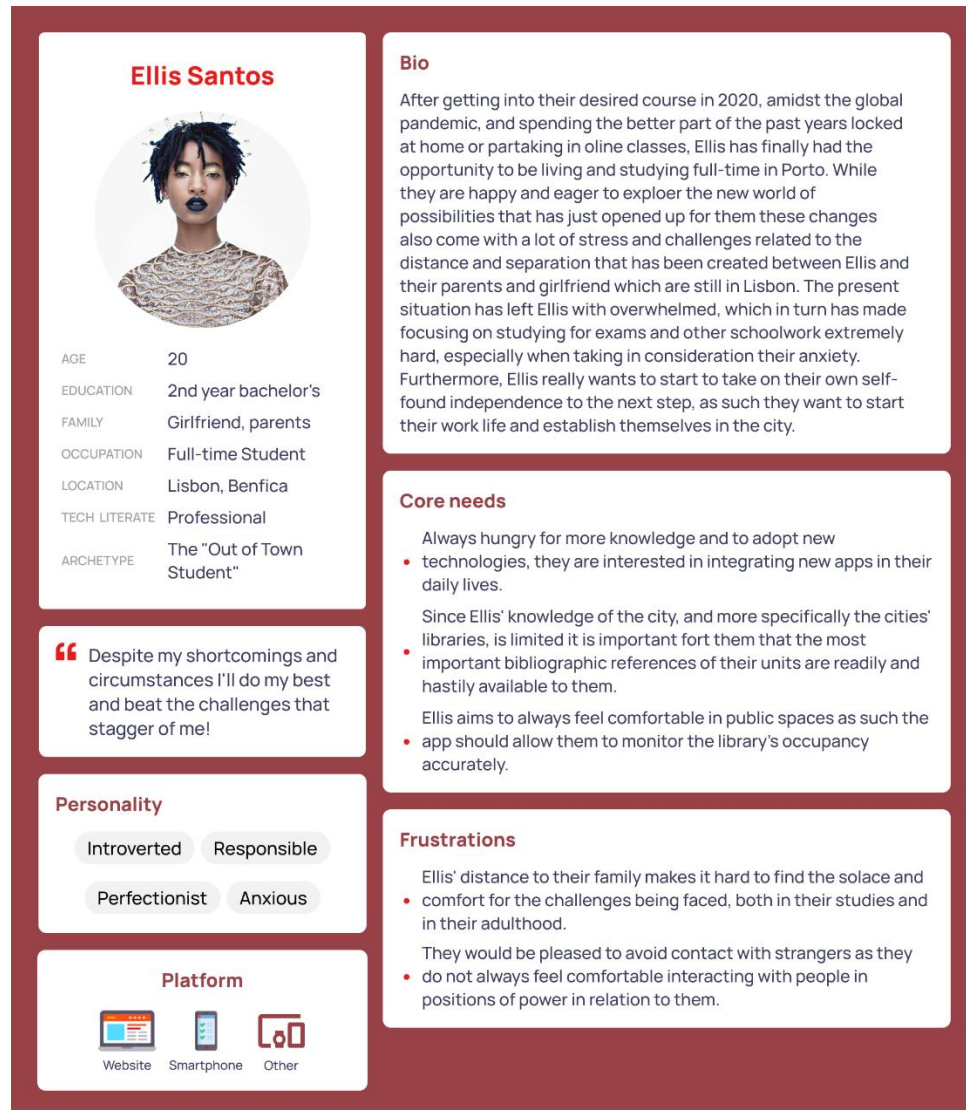 Ellis Santos
AGE 20
EDUCATION 2nd year bachelor's
FAMILY Girlfriend, parents
OCCUPATION Full-time Student
LOCATION Lisbon, Benfica
TECH LITERATE Professional
ARCHETYPE The "Out of Town
Student"
Despite my shortcomings and
circumstances I'll do my best
and beat the challenges that
stagger of me!
Personality
Introverted Responsible
Perfectionist Anxious
Platform
Website Smartphone Other
Bio
After getting into their desired course in 2020, amidst the global
pandemic, and spending the better part of the past years locked
at home or partaking in oline classes, Ellis has finally had the
opportunity to be living and studying full-time in Porto. While
they are happy and eager to exploer the new world of
possibilities that has just opened up for them these changes
also come with a lot of stress and challenges related to the
distance and separation that has been created between Ellis and
their parents and girlfriend which are still in Lisbon. The present
situation has left Ellis with overwhelmed, which in turn has made
focusing on studying for exams and other schoolwork extremely
hard, especially when taking in consideration their anxiety.
Furthermore, Ellis really wants to start to take on their own self-
found independence to the next step, as such they want to start
their work life and establish themselves in the city.
Core needs
Always hungry for more knowledge and to adopt new
• technologies, they are interested in integrating new apps in their
daily lives.
Since Ellis' knowledge of the city, and more specifically the cities'
libraries, is limited it is important fort them that the most
• important bibliographic references of their units are readily and
hastily available to them.
Ellis aims to always feel comfortable in public spaces as such the
• app should allow them to monitor the library's occupancy
accurately.
Frustrations
Ellis' distance to their family makes it hard to find the solace and
• comfort for the challenges being faced, both in their studies and
in their adulthood.
They would be pleased to avoid contact with strangers as they
• do not always feel comfortable interacting with people in
positions of power in relation to them.